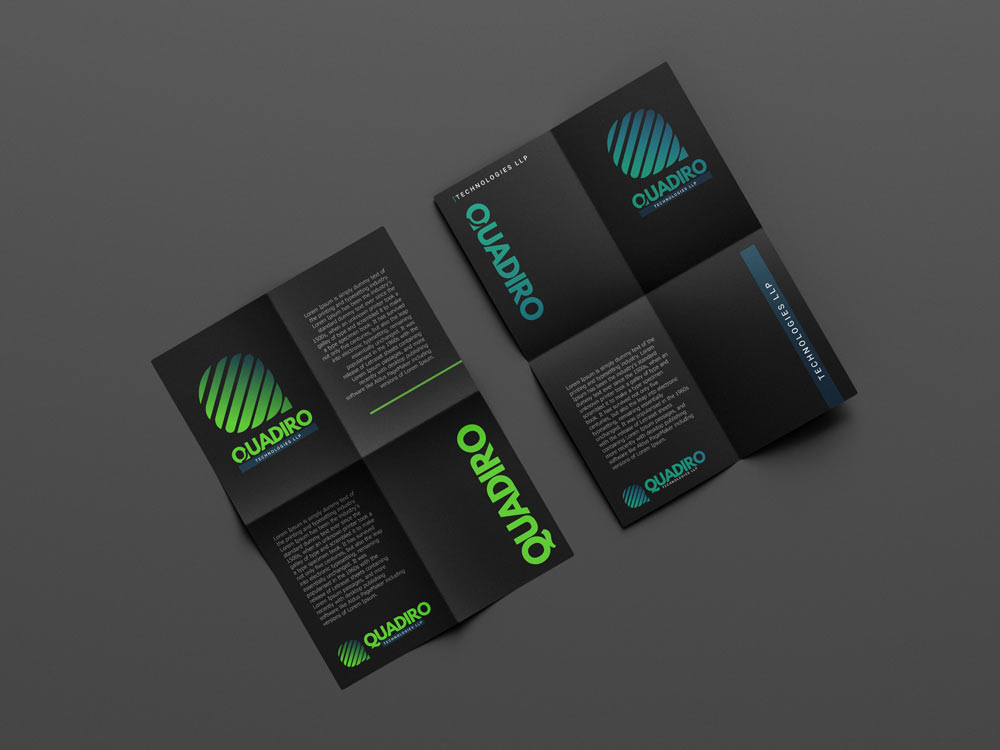 QUADIRO
TECHNOLOGIES LLP
Lorem Ipsum is simply dummy text of
the printing and typesetting industry.
Lorem Ipsum has been the industry's
standard dummy text ever since the
1500s, when an unknown printer took a
galley of type and scrambled it to make
a type specimen book. It has survived
not only five centuries, but also the leap
into electronic typesetting, remaining
essentially unchanged. It was
popularised in the 1960s with the
release of Letraset sheets containing
Lorem Ipsum passages, and more
recently with desktop publishing
software like Aldus PageMaker including
versions of Lorem Ipsum.
Lorem Ipsum is simply dummy text of
the printing and typesetting industry.
Lorem Ipsum has been the industry's
standard dummy text ever since the
1500s, when an unknown printer took a
galley of type and scrambled it to make
a type specimen book. It has survived
not only five centuries, but also the leap
into electronic typesetting, remaining
essentially unchanged. It was
popularised in the 1960s with the
release of Letraset sheets containing
Lorem Ipsum passages, and more
recently with desktop publishing
software like Aldus PageMaker including
versions of Lorem Ipsum.
QUADIRO
TECHNOLOGIES LLP
QUADIRO
TECHNOLOGIES LLP
QUADIRO
QUADIRO
TECHNOLOGIES LLP
Lorem Ipsum is simply dummy text of the
printing and typesetting industry. Lorem
Ipsum has been the industry's standard
dummy text ever since the 1500s, when an
unknown printer took a galley of type and
scrambled it to make a type specimen
book. It has survived not only five
centuries, but also the leap into electronic
typesetting, remaining essentially
unchanged. It was popularised in the 1960s
with the release of Letraset sheets
containing Lorem Ipsum passages, and
more recently with desktop publishing
software like Aldus PageMaker including
versions of Lorem Ipsum.
QUADIRO
TECHNOLOGIES LLP
TECHNOLOGIES LLP